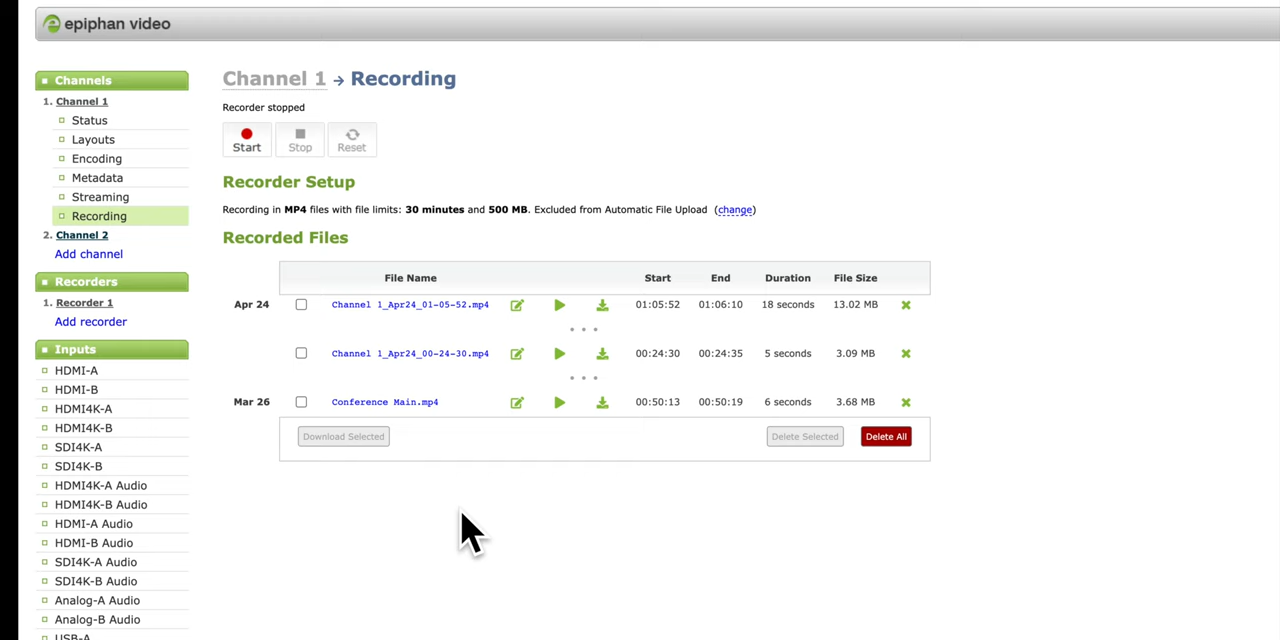 epiphan video
Channels
1. Channel 1
Status
Layouts
Encoding
Metadata
Streaming
Recording
2. Channel 2
Add channel
Recorders
1. Recorder 1
Add recorder
Inputs
HDMI-A
HDMI-B
HDMI4K-A
HDMI4K-B
SDI4K-A
SDI4K-B
HDMI4K-A Audio
HDMI4K-B Audio
HDMI-A Audio
HDMI-B Audio
SDI4K-A Audio
SDI4K-B Audio
Analog-A Audio
Analog-B Audio
USB-A
Channel 1 → Recording
Recorder stopped
Start Stop Reset
Recorder Setup
Recording in MP4 files with file limits: 30 minutes and 500 MB. Excluded from Automatic File Upload (change)
Recorded Files
File Name Start End Duration File Size
Apr 24 Channel 1_Apr24_01-05-52.mp4 01:05:52 01:06:10 18 seconds 13.02 MB
• • •
Channel 1_Apr24_00-24-30.mp4 00:24:30 00:24:35 5 seconds 3.09 MB
• • •
Mar 26 Conference Main.mp4 00:50:13 00:50:19 6 seconds 3.68 MB
Download Selected Delete Selected Delete All